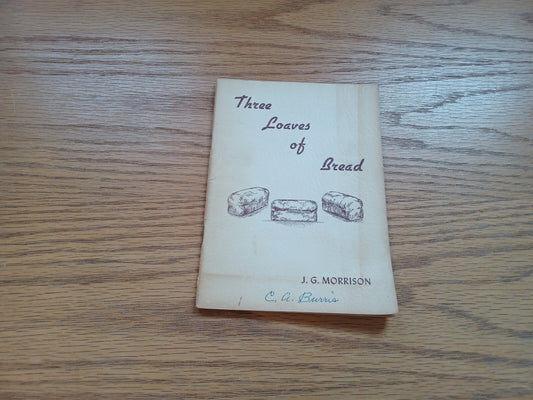 Three
Loaves
of
Bread
J. G. MORRISON
C. A. Burris